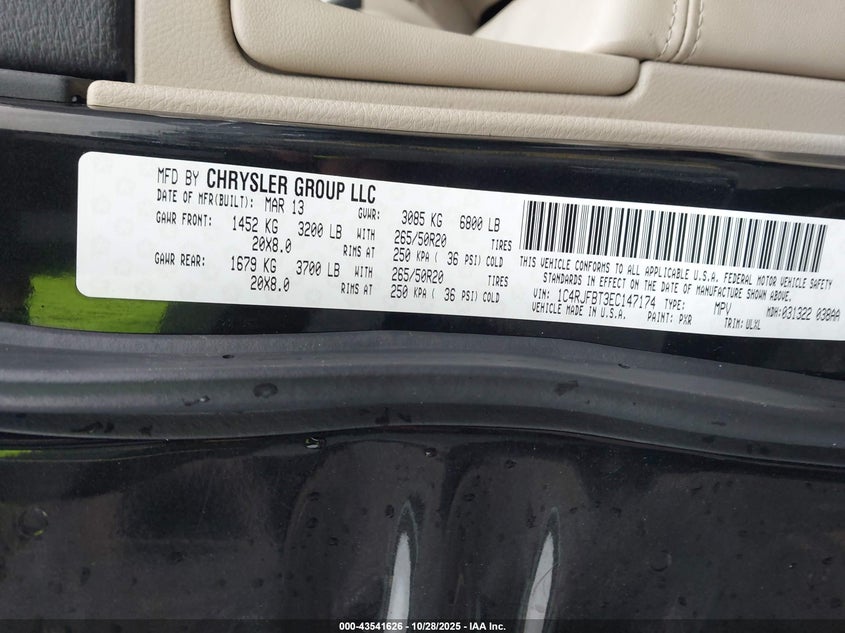 MFD BY CHRYSLER GROUP LLC
DATE OF MFR(BUILT): MAR 13 GVWR: 3085 KG 6800 LB
GAWR FRONT: 1452 KG 3200 LB WITH 265/50R20 TIRES
20X8.0 RIMS AT 250 KPA ( 36 PSI) COLD
GAWR REAR: 1679 KG 3700 LB WITH 265/50R20 TIRES
20X8.0 RIMS AT 250 KPA ( 36 PSI) COLD
THIS VEHICLE CONFORMS TO ALL APPLICABLE U.S.A. FEDERAL MOTOR VEHICLE SAFETY
STANDARDS IN EFFECT ON THE DATE OF MANUFACTURE SHOWN ABOVE.
VIN: 1C4RJFBT3EC147174 TYPE: MPV MDH:031322 038AA
VEHICLE MADE IN U.S.A. PAINT: PXR TRIM: ULXL
000-43541626 | 10/28/2025 - IAA Inc.